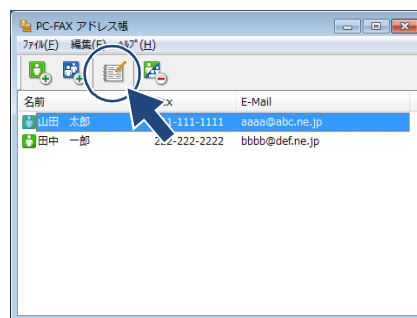 PC-FAX アドレス帳
ファイル(F) 編集(E) ﾍﾙﾌﾟ(H)
名前 E-Mail
山田 太郎 -111-1111 aaaa@abc.ne.jp
田中 一郎 222-222-2222 bbbb@def.ne.jp